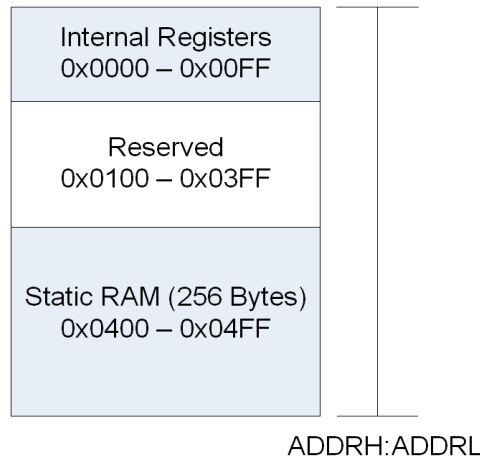 Internal Registers
0x0000 – 0x00FF
Reserved
0x0100 – 0x03FF
Static RAM (256 Bytes)
0x0400 – 0x04FF
ADDRH:ADDRL